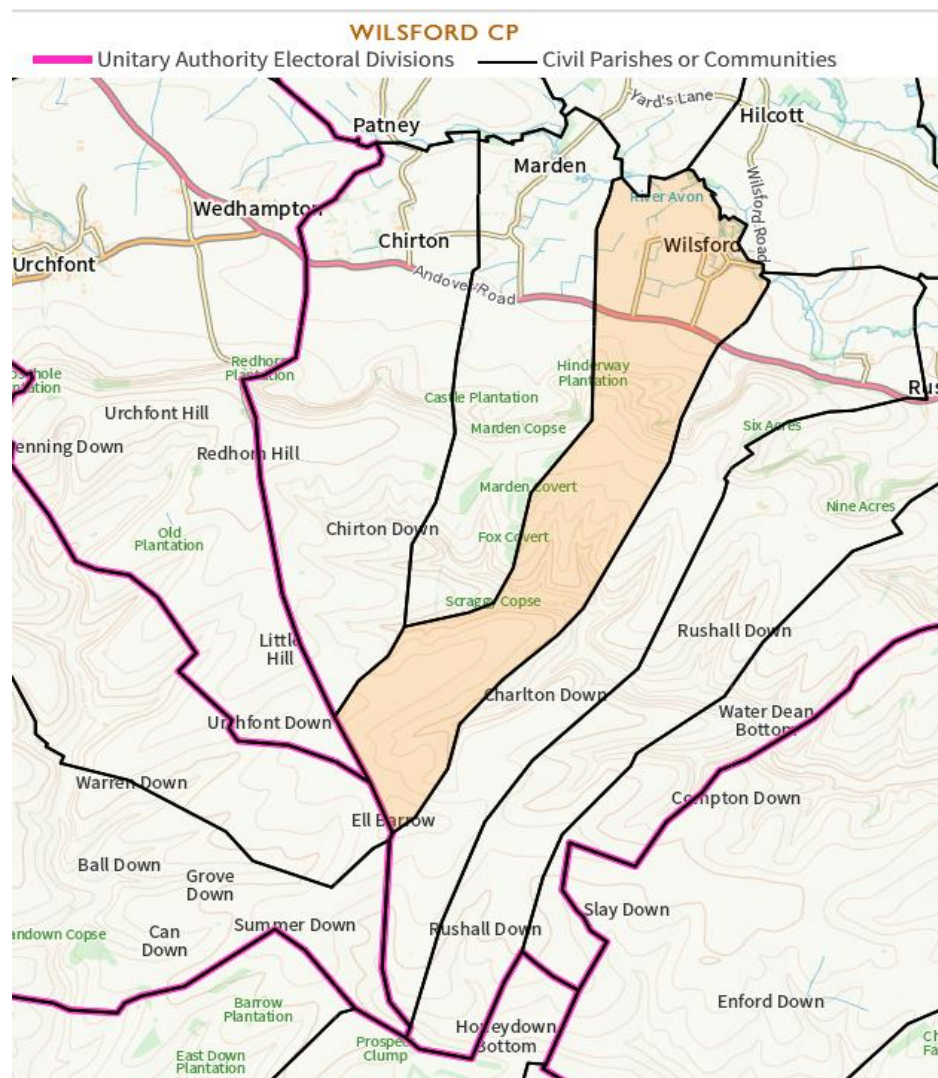 WILSFORD CP
Unitary Authority Electoral Divisions
Civil Parishes or Communities
Yard's Lane
Hilcott
Patney
Marden
Wilsford Road
River Avon
Wedhampton
Chirton
Wilsford
Urchfont
Andover Road
Redhorn
Plantation
Hinderway
Plantation
Castle Plantation
Urchfont Hill
Marden Copse
Six Acres
Redhorn Hill
Marden Covert
Nine Acres
Chirton Down
Old
Plantation
Fox Covert
Scraggy Copse
Rushall Down
Little
Hill
Charlton Down
Urchfont Down
Water Dean
Bottom
Warren Down
Compton Down
Ell Barrow
Ball Down
Grove
Down
Slay Down
Summer Down
Rushall Down
Can
Down
andown Copse
Enford Down
Barrow
Plantation
Honeydown
Bottom
Prospect
Clump
East Down
Plantation